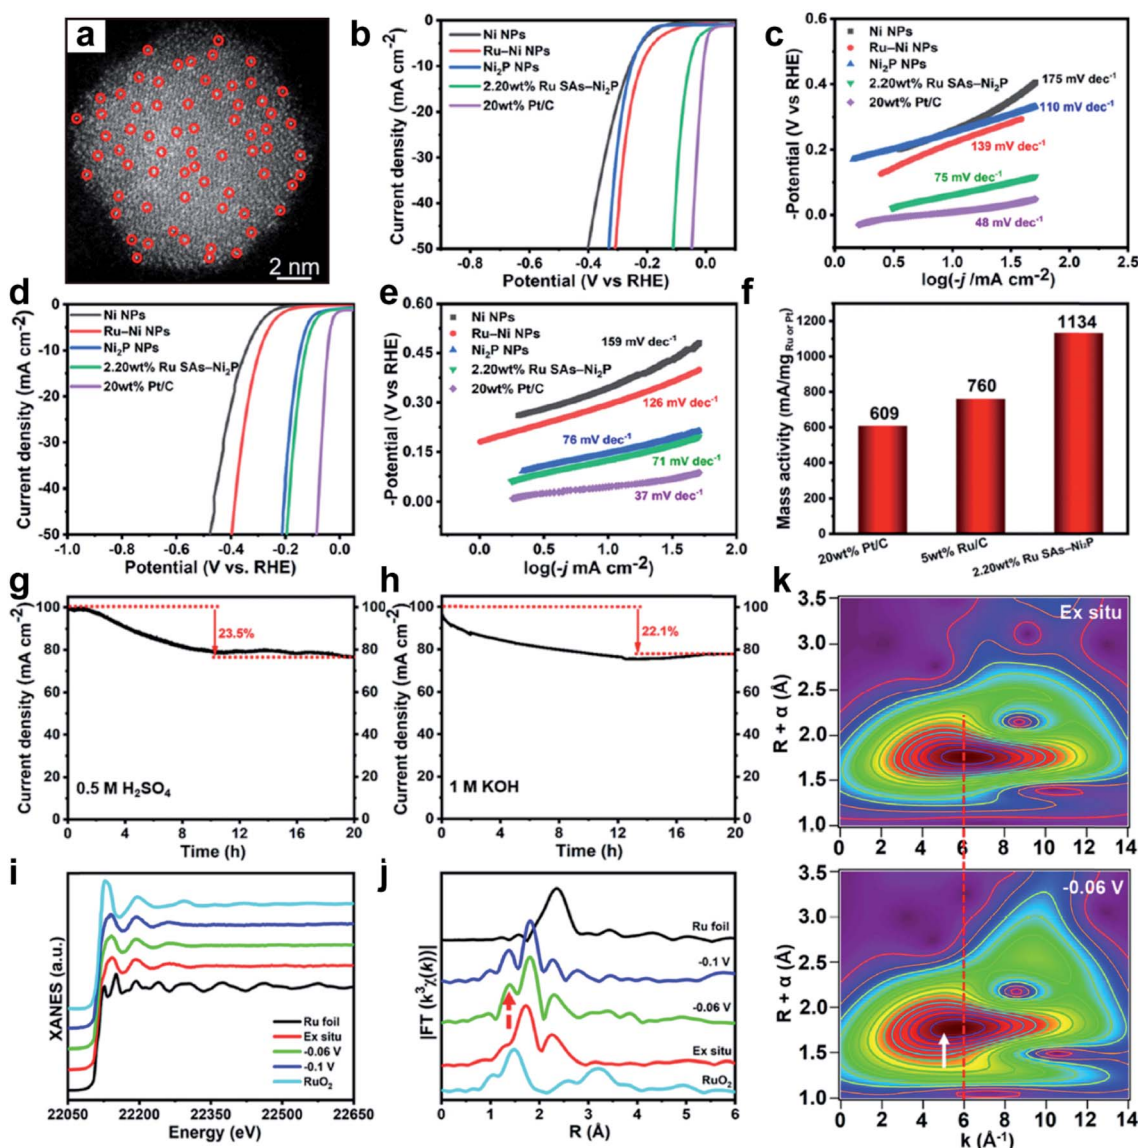 a
2 nm
b
Current density (mA cm-2)
0
-10
-20
-30
-40
-50
Ni NPs
Ru–Ni NPs
Ni2P NPs
2.20wt% Ru SAs–Ni2P
20wt% Pt/C
-0.8 -0.6 -0.4 -0.2 0.0
Potential (V vs RHE)
c
-Potential (V vs RHE)
0.4
0.2
0.0
Ni NPs
Ru–Ni NPs
Ni2P NPs
2.20wt% Ru SAs–Ni2P
20wt% Pt/C
175 mV dec-1
110 mV dec-1
139 mV dec-1
75 mV dec-1
48 mV dec-1
0.0 0.5 1.0 1.5 2.0 2.5
log(-j /mA cm-2)
d
Current density (mA cm-2)
0
-10
-20
-30
-40
-50
Ni NPs
Ru–Ni NPs
Ni2P NPs
2.20wt% Ru SAs–Ni2P
20wt% Pt/C
-1.0 -0.8 -0.6 -0.4 -0.2 0.0
Potential (V vs. RHE)
e
-Potential (V vs RHE)
0.60
0.45
0.30
0.15
0.00
Ni NPs
Ru–Ni NPs
Ni2P NPs
2.20wt% Ru SAs–Ni2P
20wt% Pt/C
159 mV dec-1
126 mV dec-1
76 mV dec-1
71 mV dec-1
37 mV dec-1
0.0 0.5 1.0 1.5 2.0
log(-j mA cm-2)
f
Mass activity (mA/mg Ru or Pt)
1200
1000
800
600
400
200
0
609
760
1134
20wt% Pt/C
5wt% Ru/C
2.20wt% Ru SAs–Ni2P
g
Current density (mA cm-2)
100
80
60
40
20
0
23.5%
0.5 M H2SO4
100
80
60
40
20
0
0 4 8 12 16 20
Time (h)
h
Current density (mA cm-2)
22.1%
1 M KOH
100
80
60
40
20
0
0 4 8 12 16 20
Time (h)
i
XANES (a.u.)
Ru foil
Ex situ
-0.06 V
-0.1 V
RuO2
22050 22200 22350 22500 22650
Energy (eV)
j
|FT (k3χ(k))|
Ru foil
-0.1 V
-0.06 V
Ex situ
RuO2
0 1 2 3 4 5 6
R (Å)
k
R + α (Å)
3.5
3.0
2.5
2.0
1.5
1.0
Ex situ
0 2 4 6 8 10 12 14
R + α (Å)
3.5
3.0
2.5
2.0
1.5
1.0
-0.06 V
0 2 4 6 8 10 12 14
k (Å-1)